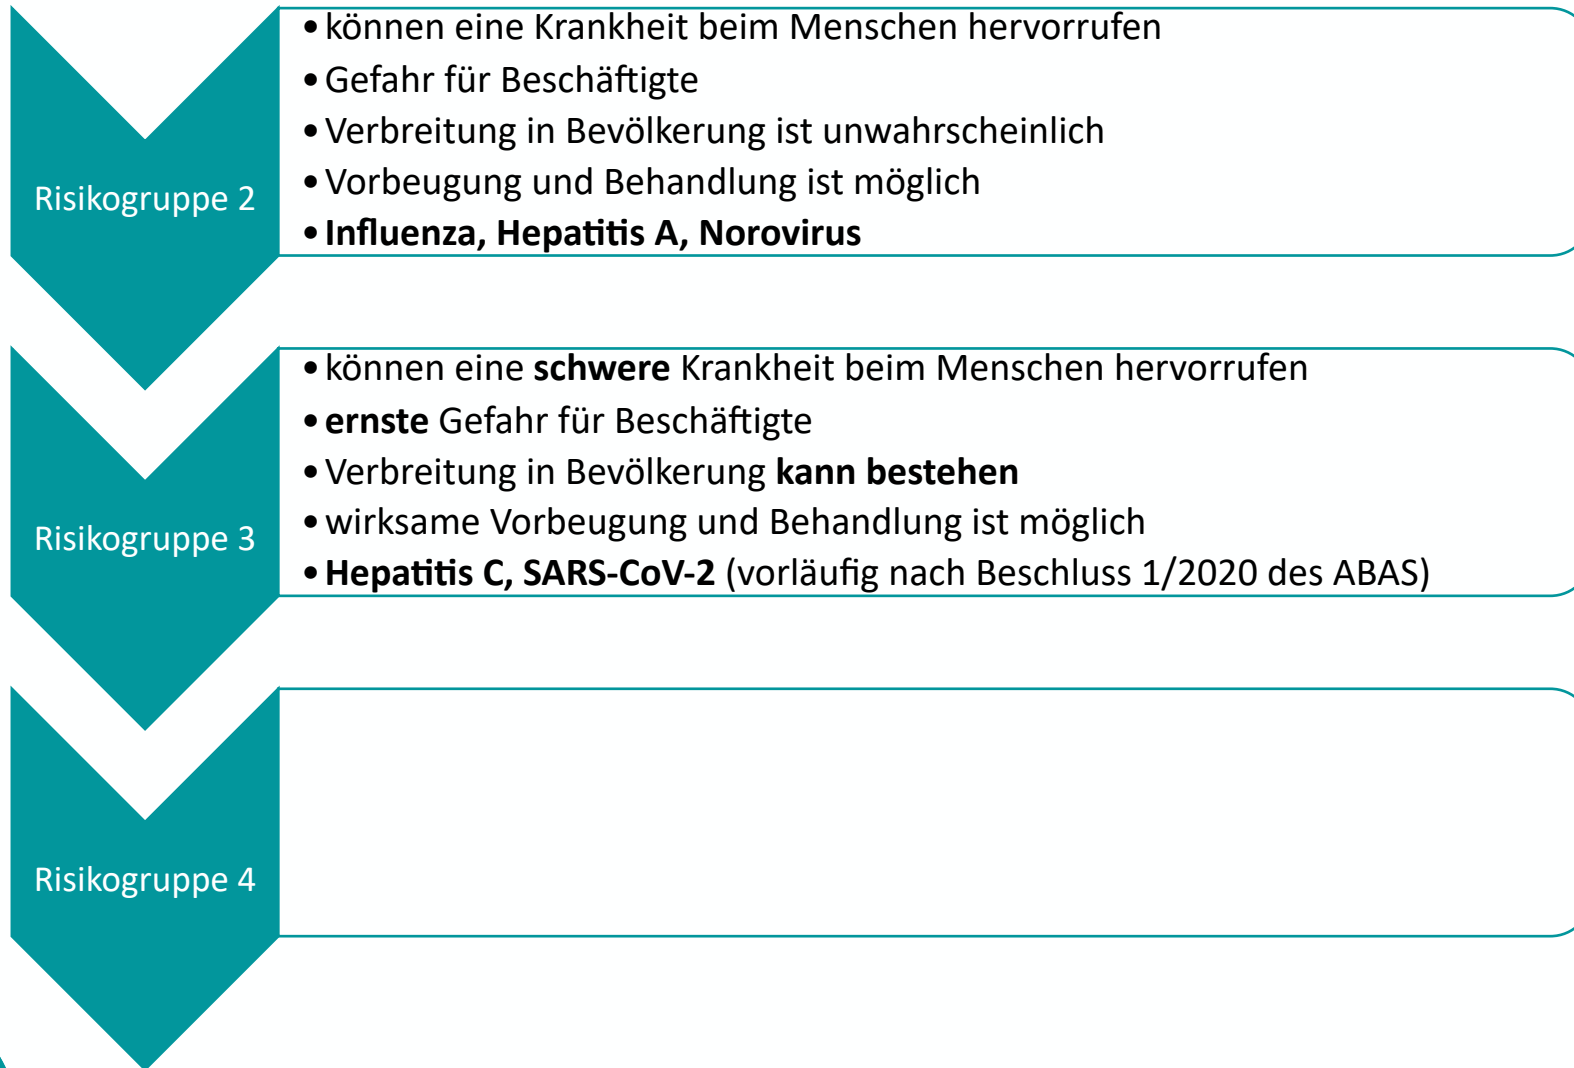 • können eine Krankheit beim Menschen hervorrufen
• Gefahr für Beschäftigte
• Verbreitung in Bevölkerung ist unwahrscheinlich
• Vorbeugung und Behandlung ist möglich
Risikogruppe 2
• Influenza, Hepatitis A, Norovirus
• können eine schwere Krankheit beim Menschen hervorrufen
• ernste Gefahr für Beschäftigte
• Verbreitung in Bevölkerung kann bestehen
• wirksame Vorbeugung und Behandlung ist möglich
Risikogruppe 3
• Hepatitis C, SARS-CoV-2 (vorläufig nach Beschluss 1/2020 des ABAS)
Risikogruppe 4